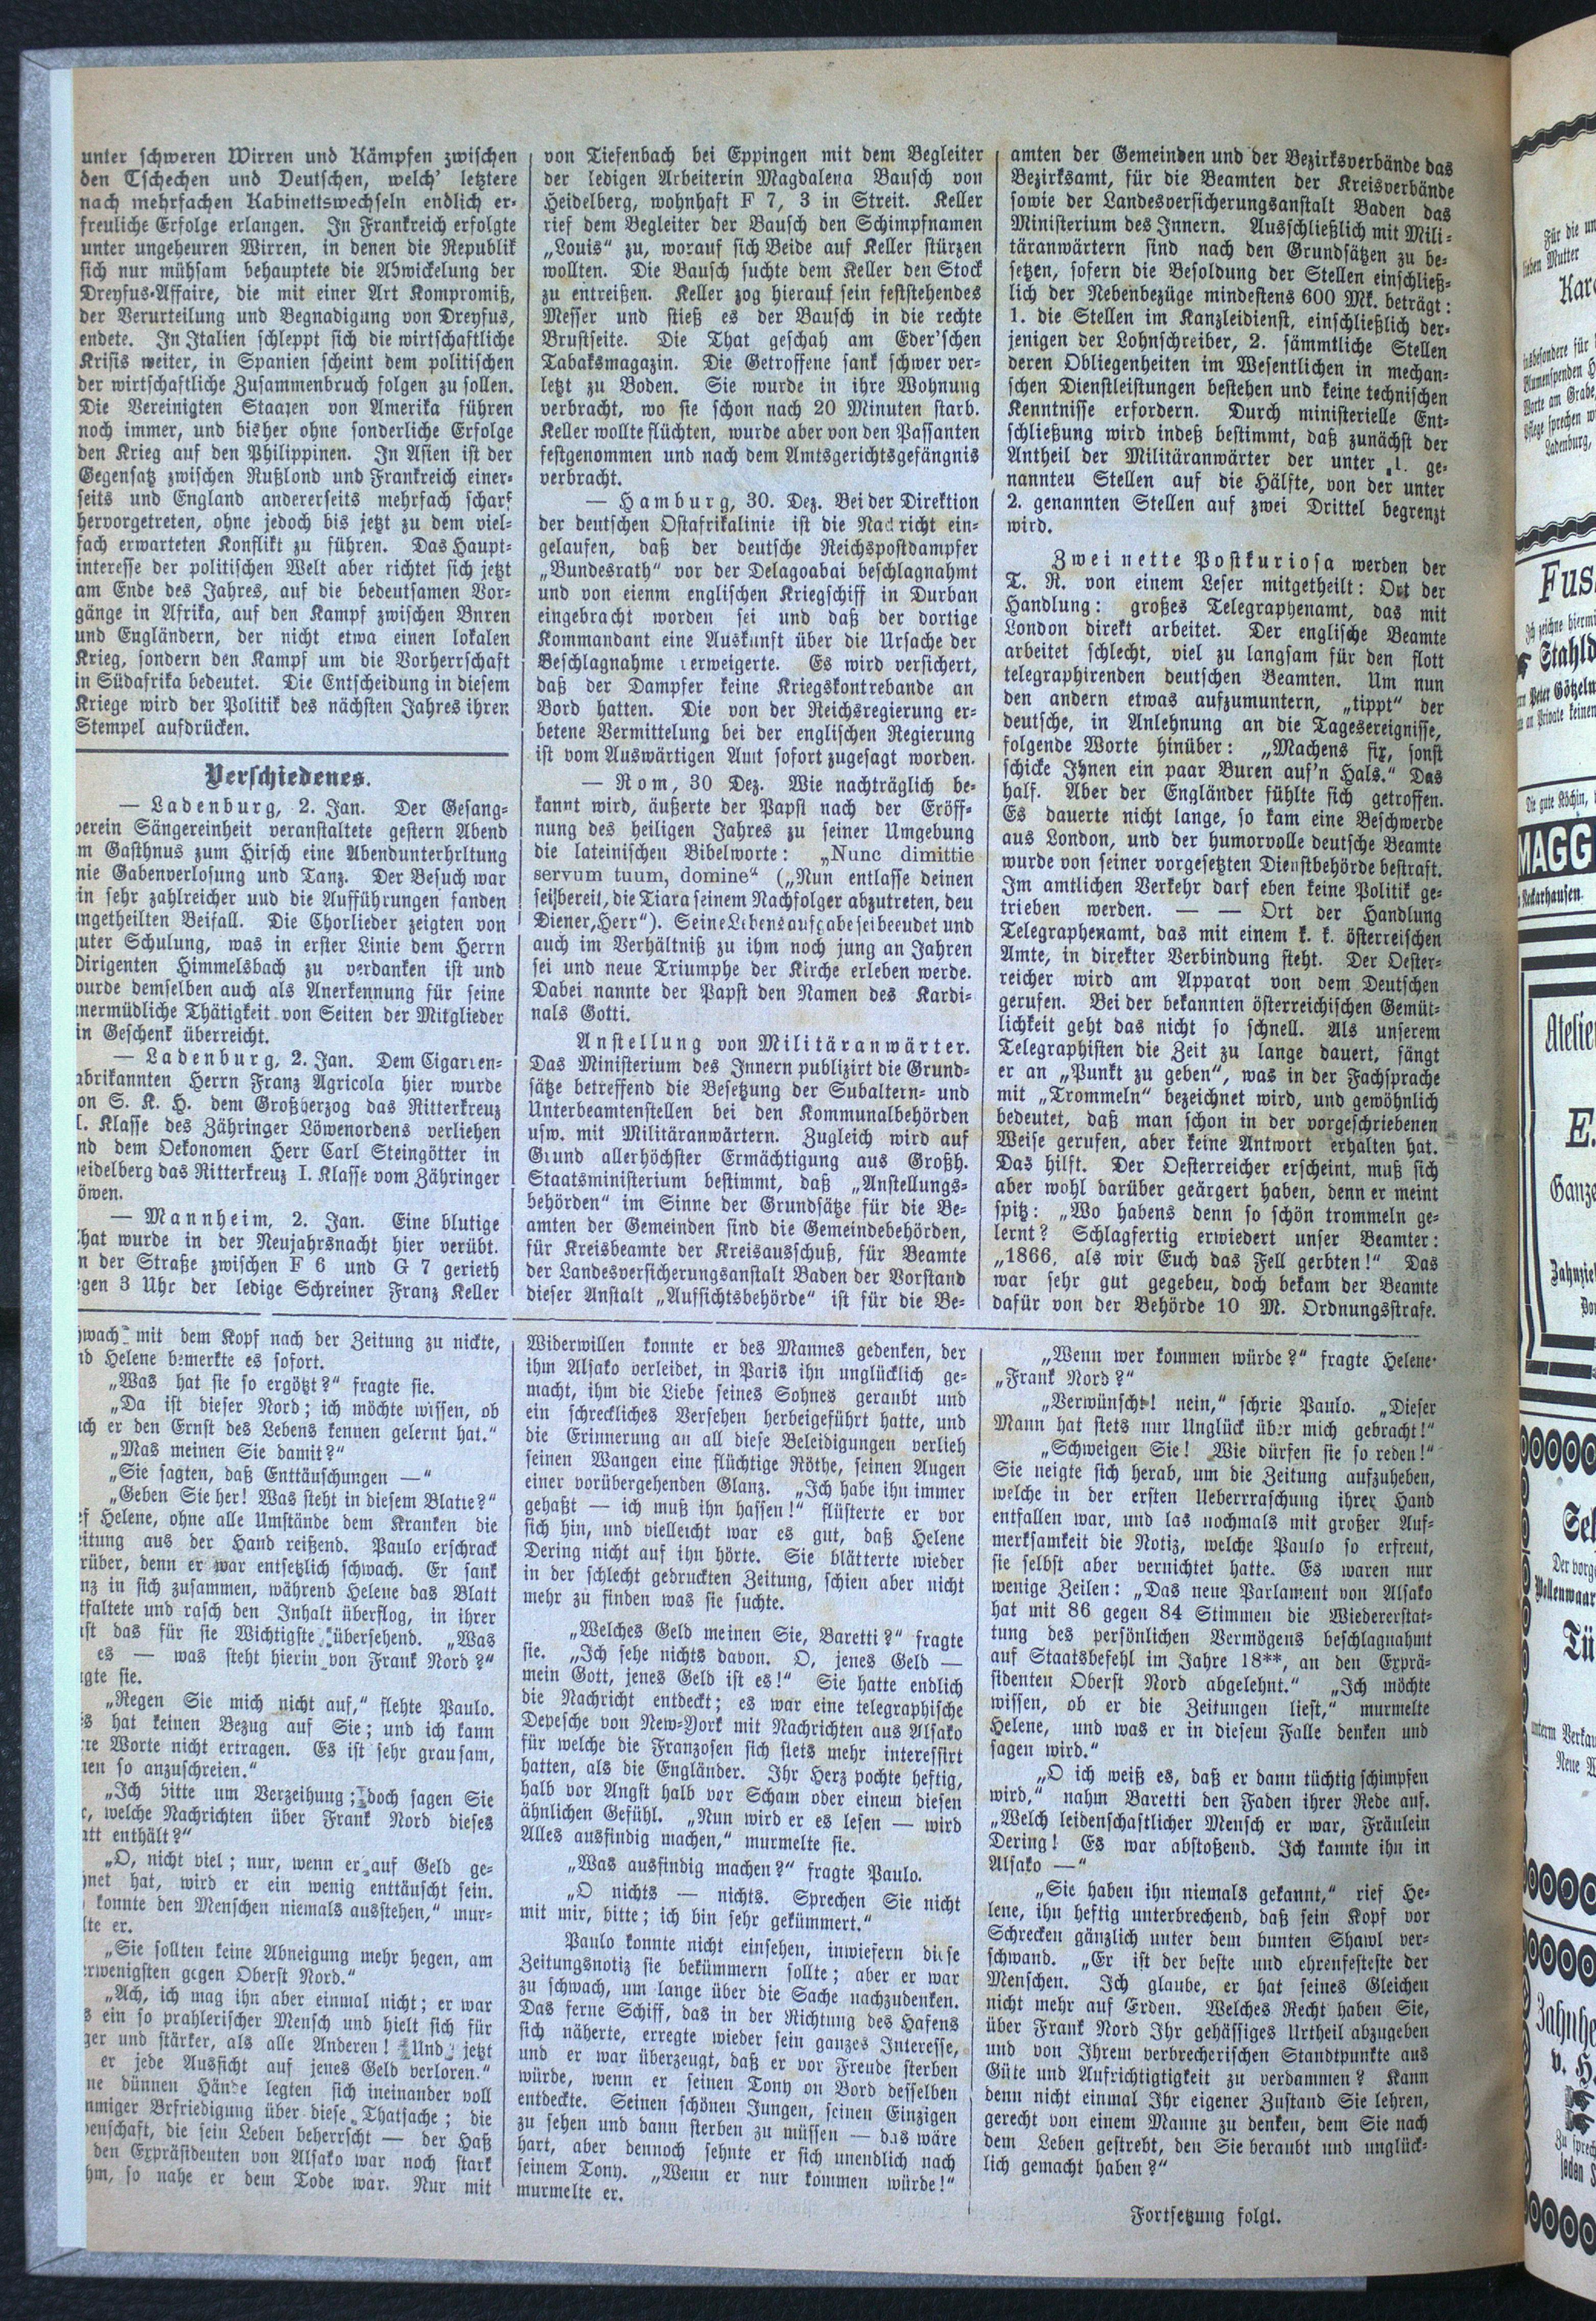 unter schweren Wirren und Kämpfen zwischen
den Tschechen und Deutschen, welch' letztere
nach mehrfachen Kabinettswechseln endlich er-
freuliche Erfolge erlangen. In Frankreich erfolgte
unter ungeheuren Wirren, in denen die Republik
sich nur mühsam behauptete die Abwickelung der
Dreyfus-Affaire, die mit einer Art Kompromiß,
der Verurteilung und Begnadigung von Dreyfus,
endete. In Italien schleppt sich die wirtschaftliche
Krisis weiter, in Spanien scheint dem politischen
der wirtschaftliche Zusammenbruch folgen zu sollen.
Die Vereinigten Staazen von Amerika führen
noch immer, und bisher ohne sonderliche Erfolge
den Krieg auf den Philippinen. In Asien ist der
Gegensatz zwischen Rußlond und Frankreich einer-
seits und England andererseits mehrfach scharf
hervorgetreten, ohne jedoch bis jetzt zu dem viel-
fach erwarteten Konflikt zu führen. Das Haupt-
interesse der politischen Welt aber richtet sich jetzt
am Ende des Jahres, auf die bedeutsamen Vor-
gänge in Afrika, auf den Kampf zwischen Bnren
und Engländern, der nicht etwa einen lokalen
Krieg, sondern den Kampf um die Vorherrschaft
in Südafrika bedeutet. Die Entscheidung in diesem
Kriege wird der Politik des nächsten Jahres ihren
Stempel aufdrücken.
Verschiedenes.
— Ladenburg, 2. Jan. Der Gesang-
verein Sängereinheit veranstaltete gestern Abend
im Gasthnus zum Hirsch eine Abendunterhrltung
nie Gabenverlosung und Tanz. Der Besuch war
ein sehr zahlreicher uud die Aufführungen fanden
ungetheilten Beifall. Die Chorlieder zeigten von
guter Schulung, was in erster Linie dem Herrn
Dirigenten Himmelsbach zu verdanken ist und
wurde demselben auch als Anerkennung für seine
unermüdliche Thätigkeit von Seiten der Mitglieder
ein Geschenk überreicht.
— Ladenburg, 2. Jan. Dem Cigarren-
abrikannten Herrn Franz Agricola hier wurde
on S. K. H. dem Großherzog das Ritterkreuz
I. Klasse des Zähringer Löwenordens verliehen
nd dem Oekonomen Herr Carl Steingötter in
eidelberg das Ritterkreuz I. Klasse vom Zähringer
öwen.
— Mannheim, 2. Jan. Eine blutige
That wurde in der Neujahrsnacht hier verübt.
n der Straße zwischen F 6 und G 7 gerieth
egen 3 Uhr der ledige Schreiner Franz Keller
von Tiefenbach bei Eppingen mit dem Begleiter
der ledigen Arbeiterin Magdalena Bausch von
Heidelberg, wohnhaft F 7, 3 in Streit. Keller
rief dem Begleiter der Bausch den Schimpfnamen
„Louis“ zu, worauf sich Beide auf Keller stürzen
wollten. Die Bausch suchte dem Keller den Stock
zu entreißen. Keller zog hierauf sein feststehendes
Messer und stieß es der Bausch in die rechte
Brustseite. Die That geschah am Eder'schen
Tabaksmagazin. Die Getroffene sank schwer ver-
letzt zu Boden. Sie wurde in ihre Wohnung
verbracht, wo sie schon nach 20 Minuten starb.
Keller wollte flüchten, wurde aber von den Passanten
festgenommen und nach dem Amtsgerichtsgefängnis
verbracht.
— Hamburg, 30. Dez. Bei der Direktion
der deutschen Ostafrikalinie ist die Nachricht ein-
gelaufen, daß der deutsche Reichspostdampfer
„Bundesrath“ vor der Delagoabai beschlagnahmt
und von eienm englischen Kriegschiff in Durban
eingebracht worden sei und daß der dortige
Kommandant eine Auskunft über die Ursache der
Beschlagnahme verweigerte. Es wird versichert,
daß der Dampfer keine Kriegskontrebande an
Bord hatten. Die von der Reichsregierung er-
betene Vermittelung bei der englischen Regierung
ist vom Auswärtigen Amt sofort zugesagt worden.
— Rom, 30 Dez. Wie nachträglich be-
kannt wird, äußerte der Papst nach der Eröff-
nung des heiligen Jahres zu seiner Umgebung
die lateinischen Bibelworte: „Nunc dimittie
servum tuum, domine“ („Nun entlasse deinen
sei bereit, die Tiara seinem Nachfolger abzutreten, deu
Diener, Herr“). Seine Lebensaufgabe sei beeudet und
auch im Verhältniß zu ihm noch jung an Jahren
sei und neue Triumphe der Kirche erleben werde.
Dabei nannte der Papst den Namen des Kardi-
nals Gotti.
Anstellung von Militäranwärter.
Das Ministerium des Innern publizirt die Grund-
sätze betreffend die Besetzung der Subaltern- und
Unterbeamtenstellen bei den Kommunalbehörden
usw. mit Militäranwärtern. Zugleich wird auf
Grund allerhöchster Ermächtigung aus Großh.
Staatsministerium bestimmt, daß „Anstellungs-
behörden“ im Sinne der Grundsätze für die Be-
amten der Gemeinden sind die Gemeindebehörden,
für Kreisbeamte der Kreisausschuß, für Beamte
der Landesversicherungsanstalt Baden der Vorstand
dieser Anstalt „Aufsichtsbehörde“ ist für die Be-
amten der Gemeinden und der Bezirksverbände das
Bezirksamt, für die Beamten der Kreisverbände
sowie der Landesversicherungsanstalt Baden das
Ministerium des Innern. Ausschließlich mit Mili-
täranwärtern sind nach den Grundsätzen zu be-
setzen, sofern die Besoldung der Stellen einschließ-
lich der Nebenbezüge mindestens 600 Mk. beträgt:
1. die Stellen im Kanzleidienst, einschließlich der-
jenigen der Lohnschreiber, 2. sämmtliche Stellen
deren Obliegenheiten im Wesentlichen in mechan-
schen Dienstleistungen bestehen und keine technischen
Kenntnisse erfordern. Durch ministerielle Ent-
schließung wird indeß bestimmt, daß zunächst der
Antheil der Militäranwärter der unter 1. ge-
nannteu Stellen auf die Hälfte, von der unter
2. genannten Stellen auf zwei Drittel begrenzt
wird.
Zwei nette Postkuriosa werden der
T. R. von einem Leser mitgetheilt: Ort der
Handlung: großes Telegraphenamt, das mit
London direkt arbeitet. Der englische Beamte
arbeitet schlecht, viel zu langsam für den flott
telegraphirenden deutschen Beamten. Um nun
den andern etwas aufzumuntern, „tippt“ der
deutsche, in Anlehnung an die Tagesereignisse,
folgende Worte hinüber: „Machens fix, sonst
schicke Ihnen ein paar Buren auf'n Hals.“ Das
half. Aber der Engländer fühlte sich getroffen.
Es dauerte nicht lange, so kam eine Beschwerde
aus London, und der humorvolle deutsche Beamte
wurde von seiner vorgesetzten Dienstbehörde bestraft.
Im amtlichen Verkehr darf eben keine Politik ge-
trieben werden. — — Ort der Handlung
Telegraphenamt, das mit einem k. k. österreischen
Amte, in direkter Verbindung steht. Der Oester-
reicher wird am Apparat von dem Deutschen
gerufen. Bei der bekannten österreichischen Gemüt-
lichkeit geht das nicht so schnell. Als unserem
Telegraphisten die Zeit zu lange dauert, fängt
er an „Punkt zu geben“, was in der Fachsprache
mit „Trommeln“ bezeichnet wird, und gewöhnlich
bedeutet, daß man schon in der vorgeschriebenen
Weise gerufen, aber keine Antwort erhalten hat.
Das hilft. Der Oesterreicher erscheint, muß sich
aber wohl darüber geärgert haben, denn er meint
spitz: „Wo habens denn so schön trommeln ge-
lernt? Schlagfertig erwiedert unser Beamter:
„1866, als wir Euch das Fell gerbten!“ Das
war sehr gut gegebeu, doch bekam der Beamte
dafür von der Behörde 10 M. Ordnungsstrafe.
hwach mit dem Kopf nach der Zeitung zu nickte,
nd Helene bemerkte es sofort.
„Was hat sie so ergötzt?“ fragte sie.
„Da ist dieser Nord; ich möchte wissen, ob
uch er den Ernst des Lebens kennen gelernt hat.“
„Mas meinen Sie damit?“
„Sie sagten, daß Enttäuschungen —“
„Geben Sie her! Was steht in diesem Blatie?“
ef Helene, ohne alle Umstände dem Kranken die
eitung aus der Hand reißend. Paulo erschrack
rüber, denn er war entsetzlich schwach. Er sank
nz in sich zusammen, während Helene das Blatt
tfaltete und rasch den Inhalt überflog, in ihrer
ast das für sie Wichtigste übersehend. „Was
es — was steht hierin von Frank Nord?“
agte sie.
„Regen Sie mich nicht auf,“ flehte Paulo.
s hat keinen Bezug auf Sie; und ich kann
rte Worte nicht ertragen. Es ist sehr grausam,
nen so anzuschreien.“
„Ich bitte um Verzeihung; doch sagen Sie
r, welche Nachrichten über Frank Nord dieses
att enthält?“
„O, nicht viel; nur, wenn er auf Geld ge-
hnet hat, wird er ein wenig enttäuscht sein.
konnte den Menschen niemals ausstehen,“ mur-
lte er.
„Sie sollten keine Abneigung mehr hegen, am
erwenigsten gegen Oberst Nord.“
„Ach, ich mag ihn aber einmal nicht; er war
s ein so prahlerischer Mensch und hielt sich für
ger und stärker, als alle Anderen! Und jetzt
er jede Aussicht auf jenes Geld verloren.“
ne dünnen Hände legten sich ineinander voll
nmiger Brfriedigung über diese Thatsache; die
enschaft, die sein Leben beherrscht — der Haß
den Expräsidenten von Alsako war noch stark
hm, so nahe er dem Tode war. Nur mit
Widerwillen konnte er des Mannes gedenken, der
ihm Alsako verleidet, in Paris ihn unglücklich ge-
macht, ihm die Liebe seines Sohnes geraubt und
ein schreckliches Versehen herbeigeführt hatte, und
die Erinnerung an all diese Beleidigungen verlieh
seinen Wangen eine flüchtige Röthe, seinen Augen
einer vorübergehenden Glanz. „Ich habe ihn immer
gehaßt — ich muß ihn hassen!“ flüsterte er vor
sich hin, und vielleicht war es gut, daß Helene
Dering nicht auf ihn hörte. Sie blätterte wieder
in der schlecht gedruckten Zeitung, schien aber nicht
mehr zu finden was sie suchte.
„Welches Geld meinen Sie, Baretti?“ fragte
sie. „Ich sehe nichts davon. O, jenes Geld —
mein Gott, jenes Geld ist es!“ Sie hatte endlich
die Nachricht entdeckt; es war eine telegraphische
Depesche von New-York mit Nachrichten aus Alsako
für welche die Franzosen sich stets mehr interessirt
hatten, als die Engländer. Ihr Herz pochte heftig,
halb vor Angst halb vor Scham oder einem diesen
ähnlichen Gefühl. „Nun wird er es lesen — wird
Alles ausfindig machen,“ murmelte sie.
„Was ausfindig machen?“ fragte Paulo.
„O nichts — nichts. Sprechen Sie nicht
mit mir, bitte; ich bin sehr gekümmert.“
Paulo konnte nicht einsehen, inwiefern diese
Zeitungsnotiz sie bekümmern sollte; aber er war
zu schwach, um lange über die Sache nachzudenken.
Das ferne Schiff, das in der Richtung des Hafens
sich näherte, erregte wieder sein ganzes Interesse,
und er war überzeugt, daß er vor Freude sterben
würde, wenn er seinen Tony on Bord desselben
entdeckte. Seinen schönen Jungen, seinen Einzigen
zu sehen und dann sterben zu müssen — das wäre
hart, aber dennoch sehnte er sich unendlich nach
seinem Tony. „Wenn er nur kommen würde!“
murmelte er.
„Wenn wer kommen würde?“ fragte Helene.
„Frank Nord?“
„Verwünscht! nein,“ schrie Paulo. „Dieser
Mann hat stets nur Unglück über mich gebracht!“
„Schweigen Sie! Wie dürfen sie so reden!“
Sie neigte sich herab, um die Zeitung aufzuheben,
welche in der ersten Ueberrraschung ihrer Hand
entfallen war, und las nochmals mit großer Auf-
merksamkeit die Notiz, welche Paulo so erfreut,
sie selbst aber vernichtet hatte. Es waren nur
wenige Zeilen: „Das neue Parlament von Alsako
hat mit 86 gegen 84 Stimmen die Wiedererstat-
tung des persönlichen Vermögens beschlagnahmt
auf Staatsbefehl im Jahre 18**, an den Exprä-
sidenten Oberst Nord abgelehnt.“ „Ich möchte
wissen, ob er die Zeitungen liest,“ murmelte
Helene, und was er in diesem Falle denken und
sagen wird.“
„O ich weiß es, daß er dann tüchtig schimpfen
wird,“ nahm Baretti den Faden ihrer Rede auf.
„Welch leidenschaftlicher Mensch er war, Fräulein
Dering! Es war abstoßend. Ich kannte ihn in
Alsako —“
„Sie haben ihn niemals gekannt,“ rief He-
lene, ihn heftig unterbrechend, daß sein Kopf vor
Schrecken gänzlich unter dem bunten Shawl ver-
schwand. „Er ist der beste und ehrenfesteste der
Menschen. Ich glaube, er hat seines Gleichen
nicht mehr auf Erden. Welches Recht haben Sie,
über Frank Nord Ihr gehässiges Urtheil abzugeben
und von Ihrem verbrecherischen Standtpunkte aus
Güte und Aufrichtigtigkeit zu verdammen? Kann
denn nicht einmal Ihr eigener Zustand Sie lehren,
gerecht von einem Manne zu denken, dem Sie nach
dem Leben gestrebt, den Sie beraubt und unglück-
lich gemacht haben?“
Fortsetzung folgt.
Für die
lieben Mutter
insbesondere für
Blumenspenden
Worte am Grabe
Pflege sprechen
Ladenburg,
Ich zeichne hiermit
Die gute Köchin,
MAGG
Neckarhausen.
E.
Ganze
v. H.